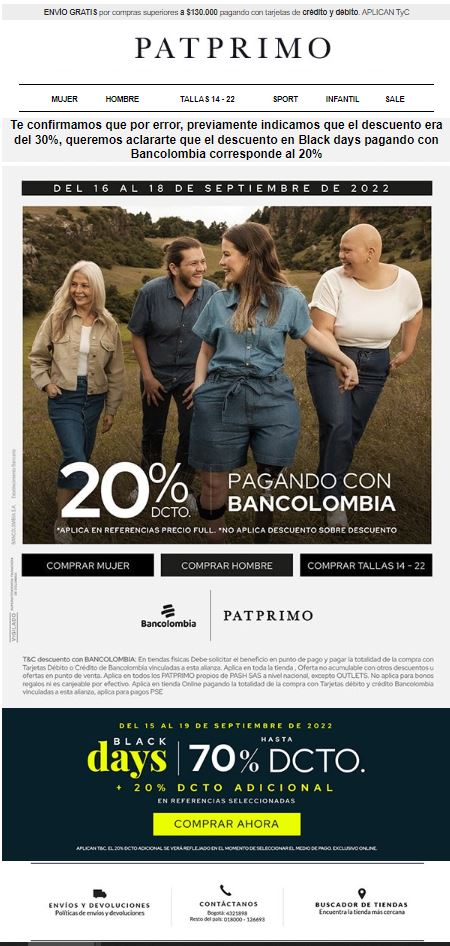 ENVÍO GRATIS por compras superiores a $130.000 pagando con tarjetas de crédito y débito. APLICAN TyC
PATPRIMO
MUJER HOMBRE TALLAS 14 - 22 SPORT INFANTIL SALE
Te confirmamos que por error, previamente indicamos que el descuento era
del 30%, queremos aclararte que el descuento en Black days pagando con
Bancolombia corresponde al 20%
DEL 16 AL 18 DE SEPTIEMBRE DE 2022
20%
DCTO.
PAGANDO CON
BANCOLOMBIA
*APLICA EN REFERENCIAS PRECIO FULL. *NO APLICA DESCUENTO SOBRE DESCUENTO
BANCOLOMBIA S.A. Establecimiento Bancario
VIGILADO
COMPRAR MUJER COMPRAR HOMBRE COMPRAR TALLAS 14 - 22
Bancolombia PATPRIMO
T&C descuento con BANCOLOMBIA: En tiendas físicas Debe solicitar el beneficio en punto de pago y pagar la totalidad de la compra con
Tarjetas Débito o Crédito de Bancolombia vinculadas a esta alianza. Aplica en toda la tienda , Oferta no acumulable con otros descuentos u
ofertas en punto de venta. Aplica en todos los PATPRIMO propios de PASH SAS a nivel nacional, excepto OUTLETS. No aplica para bonos
regalos ni es canjeable por efectivo. Aplica en tienda Online pagando la totalidad de la compra con Tarjetas débito y crédito Bancolombia
vinculadas a esta alianza, aplica para pagos PSE
DEL 15 AL 19 DE SEPTIEMBRE DE 2022
BLACK
days
HASTA
70% DCTO.
+ 20% DCTO ADICIONAL
EN REFERENCIAS SELECCIONADAS
COMPRAR AHORA
APLICAN T&C, EL 20% DCTO ADICIONAL SE VERÁ REFLEJADO EN EL MOMENTO DE SELECCIONAR EL MEDIO DE PAGO. EXCLUSIVO ONLINE.
ENVÍOS Y DEVOLUCIONES
Políticas de envíos y devoluciones
CONTÁCTANOS
Bogotá: 4321898
Resto del país: 018000 - 126693
BUSCADOR DE TIENDAS
Encuentra la tienda más cercana